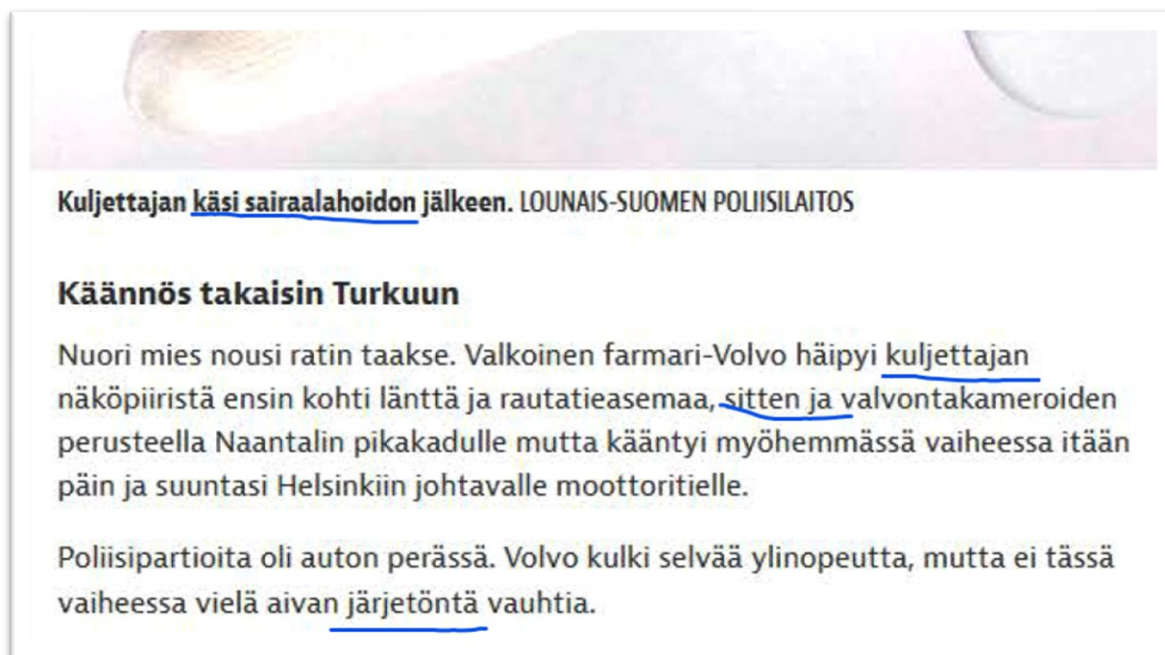 Kuljettajan käsi sairaalahoidon jälkeen. LOUNAIS-SUOMEN POLIISILAITOS
Käännös takaisin Turkuun
Nuori mies nousi ratin taakse. Valkoinen farmari-Volvo häipyi kuljettajan
näköpiiristä ensin kohti länttä ja rautatieasemaa, sitten ja valvontakameroiden
perusteella Naantalin pikakadulle mutta kääntyi myöhemmässä vaiheessa itään
päin ja suuntasi Helsinkiin johtavalle moottoritielle.
Poliisipartioita oli auton perässä. Volvo kulki selvää ylinopeutta, mutta ei tässä
vaiheessa vielä aivan järjetöntä vauhtia.